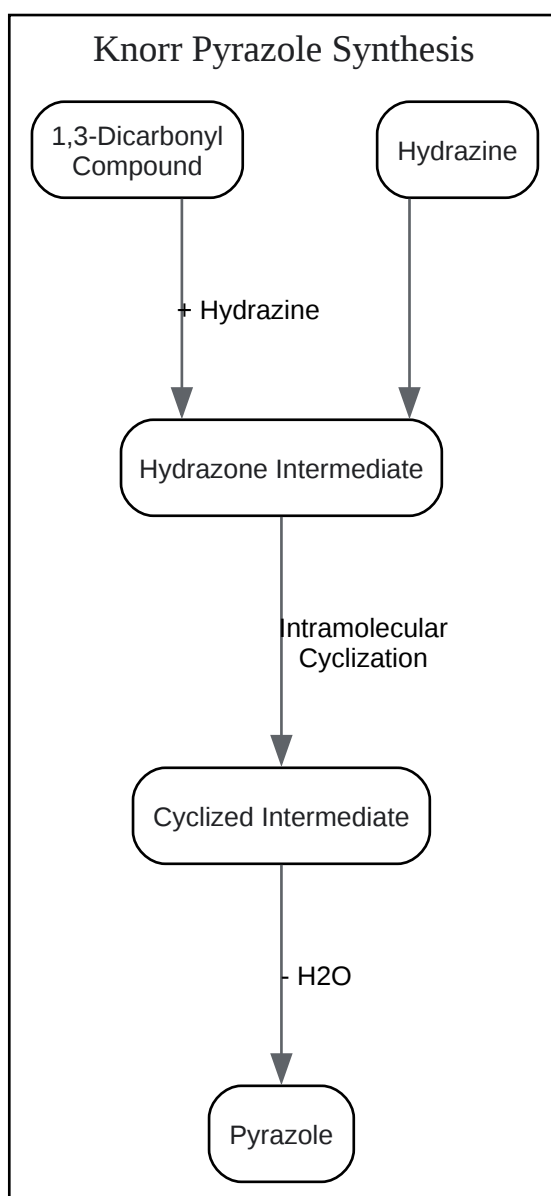 Knorr Pyrazole Synthesis
1,3-Dicarbonyl
Compound
Hydrazine
+ Hydrazine
Hydrazone Intermediate
Intramolecular
Cyclization
Cyclized Intermediate
- H2O
Pyrazole